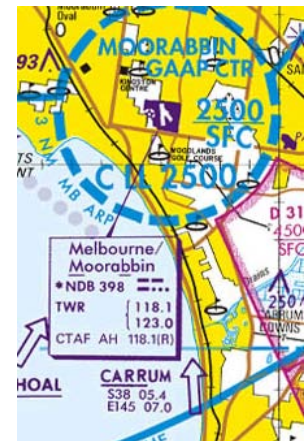 Oval
MOORABBIN
GAAP CTR
93
KINGSTON
CENTRE
2500
SFC
WOODLANDS
GOLF COURSE
C LL 2500
3 NM MB ARP
D 31
4500
SFC
Melbourne/
Moorabbin
*NDB 398
TWR
118.1
123.0
CTAF AH 118.1(R)
Drains
250
CARRUM
DOWNS
HOAL
CARRUM
S38 05.4
E145 07.0